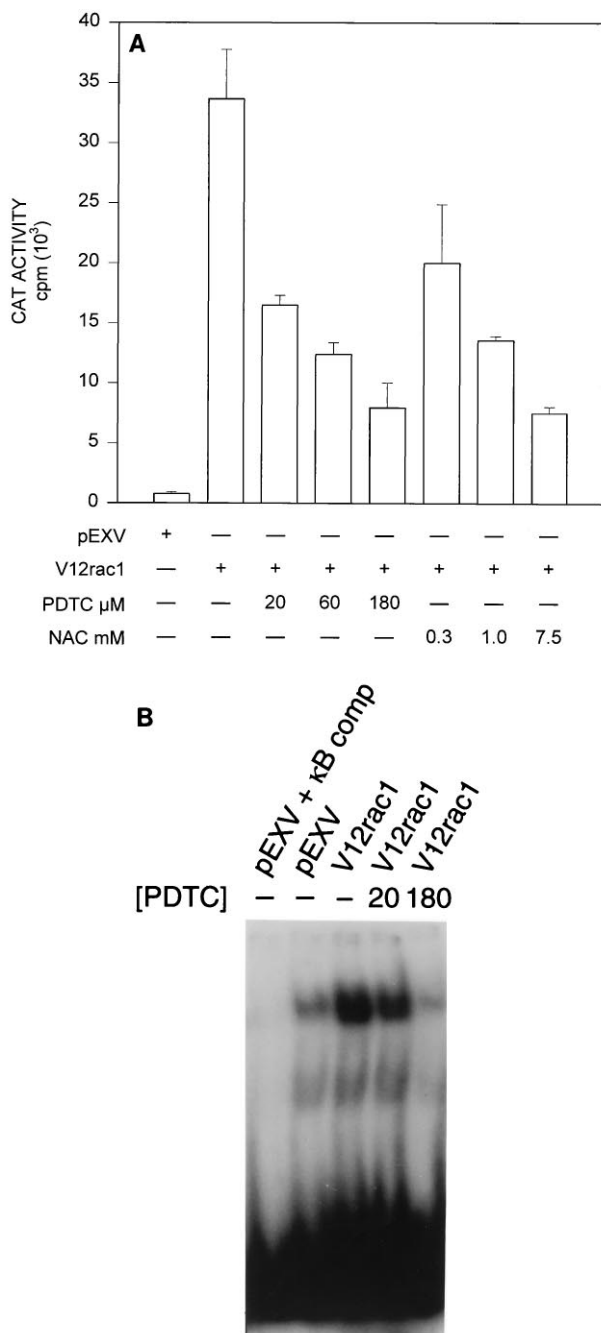 A
40
35
30
25
20
15
10
5
0
CAT ACTIVITY
cpm (10³)
pEXV + — — — — — — —
V12rac1 — + + + + + + +
PDTC µM — — 20 60 180 — — —
NAC mM — — — — — 0.3 1.0 7.5
B
pEXV + κB comp
pEXV
V12rac1
V12rac1
V12rac1
[PDTC] – – – 20 180